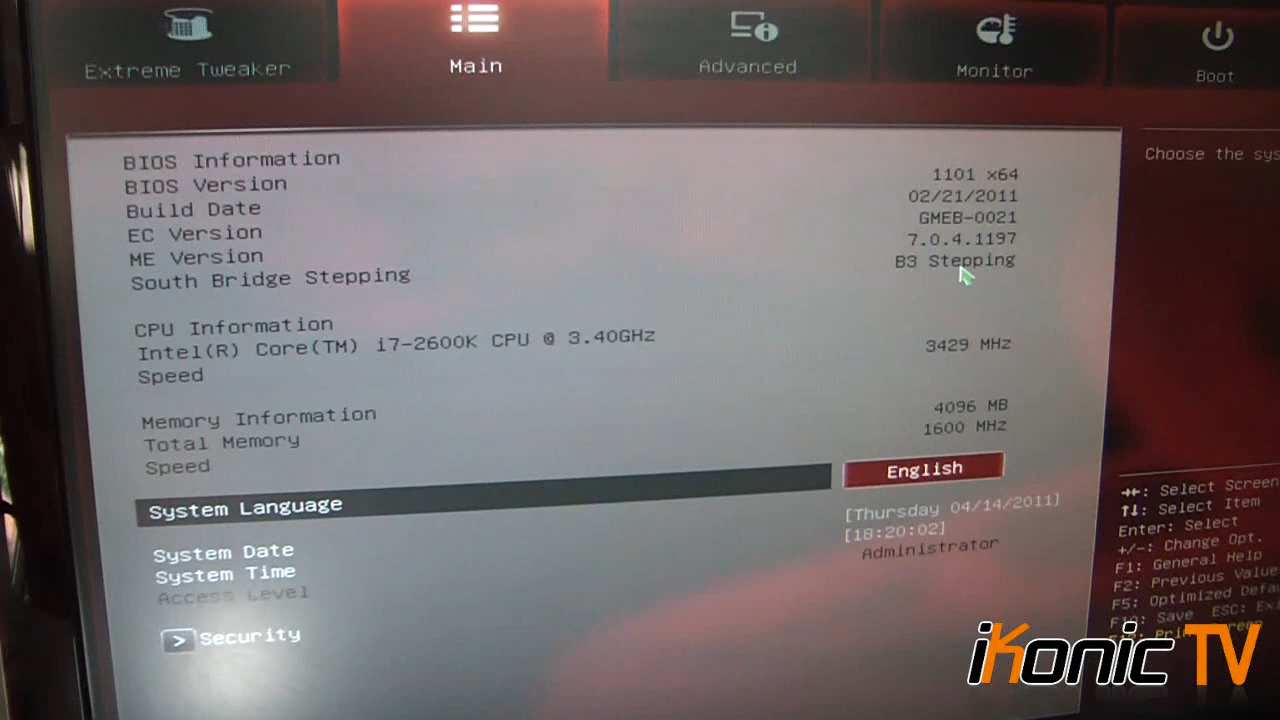 Extreme Tweaker
Main
Advanced
Monitor
Boot
Choose the sys
BIOS Information
BIOS Version 1101 x64
Build Date 02/21/2011
EC Version GMEB-0021
ME Version 7.0.4.1197
South Bridge Stepping B3 Stepping
CPU Information
Intel(R) Core(TM) i7-2600K CPU @ 3.40GHz
Speed 3429 MHz
Memory Information
Total Memory 4096 MB
Speed 1600 MHz
System Language English
System Date [Thursday 04/14/2011]
System Time [18:20:02]
Access Level Administrator
> Security
→←: Select Screen
↑↓: Select Item
Enter: Select
+/-: Change Opt.
F1: General Help
F2: Previous Value
F5: Optimized Defa
F10: Save ESC: Exi
iKonic TV